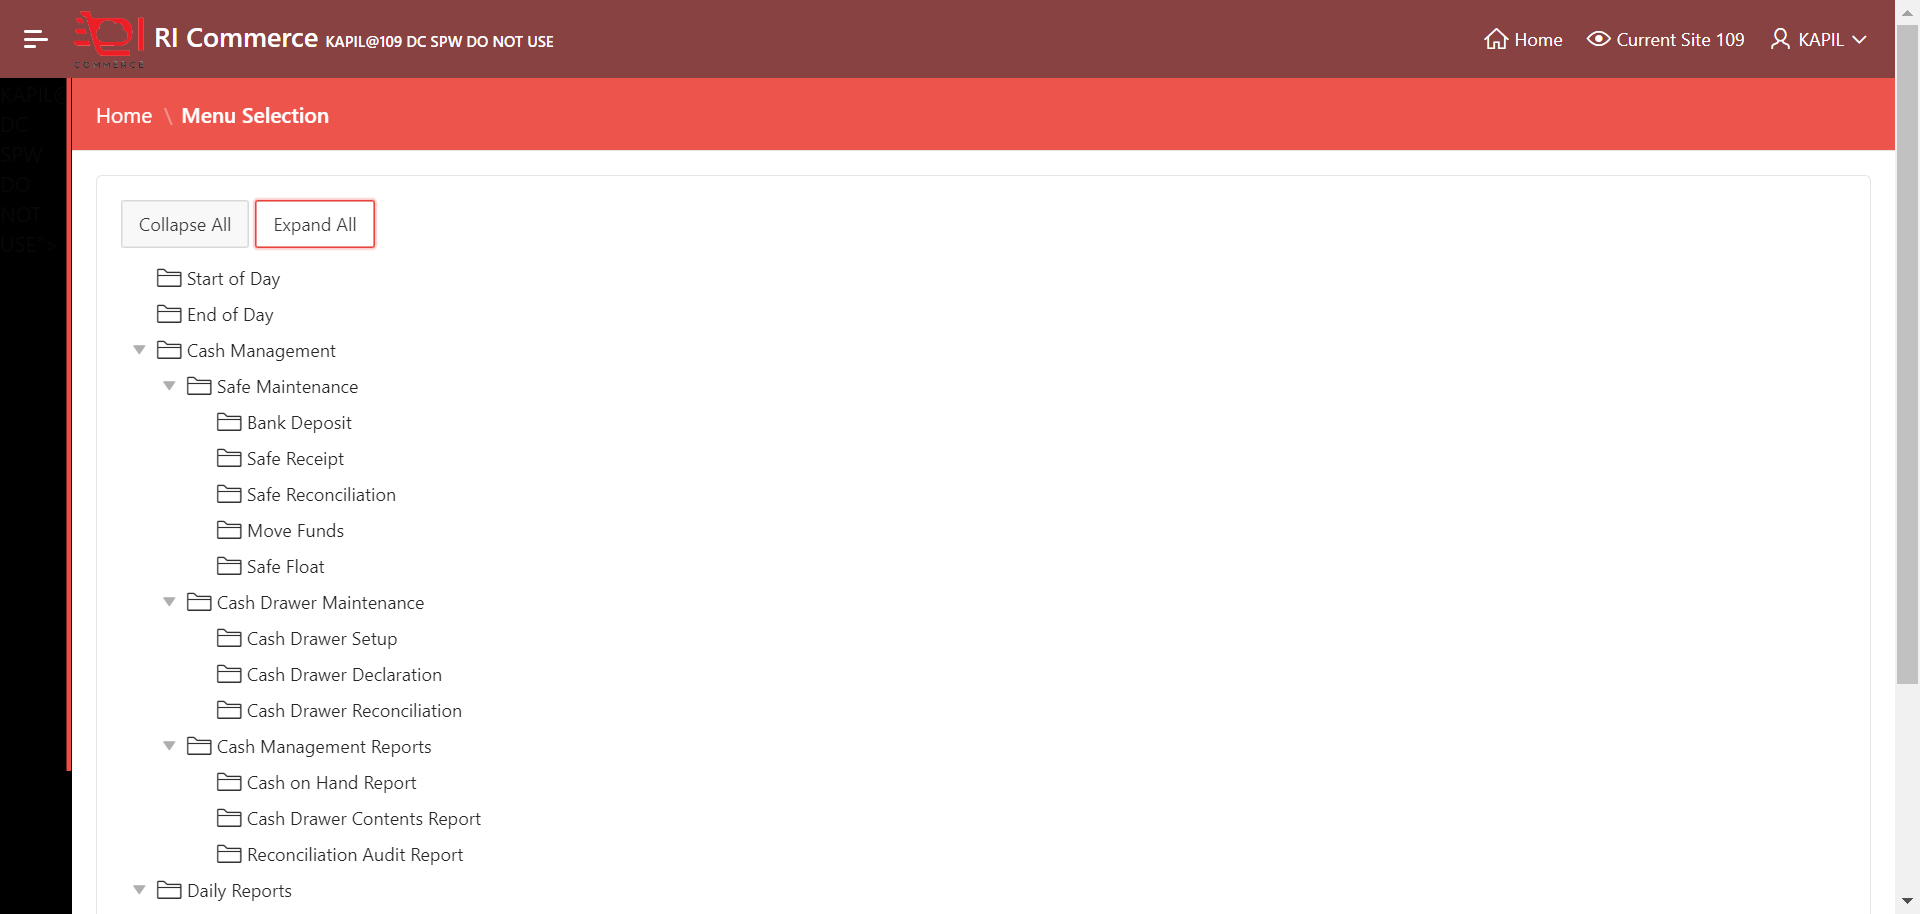 RI Commerce KAPIL@109 DC SPW DO NOT USE
COMMERCE
Home
Current Site 109
KAPIL
KAPIL@
DC
SPW
DO
NOT
USE">
Home \ Menu Selection
Collapse All
Expand All
Start of Day
End of Day
Cash Management
Safe Maintenance
Bank Deposit
Safe Receipt
Safe Reconciliation
Move Funds
Safe Float
Cash Drawer Maintenance
Cash Drawer Setup
Cash Drawer Declaration
Cash Drawer Reconciliation
Cash Management Reports
Cash on Hand Report
Cash Drawer Contents Report
Reconciliation Audit Report
Daily Reports